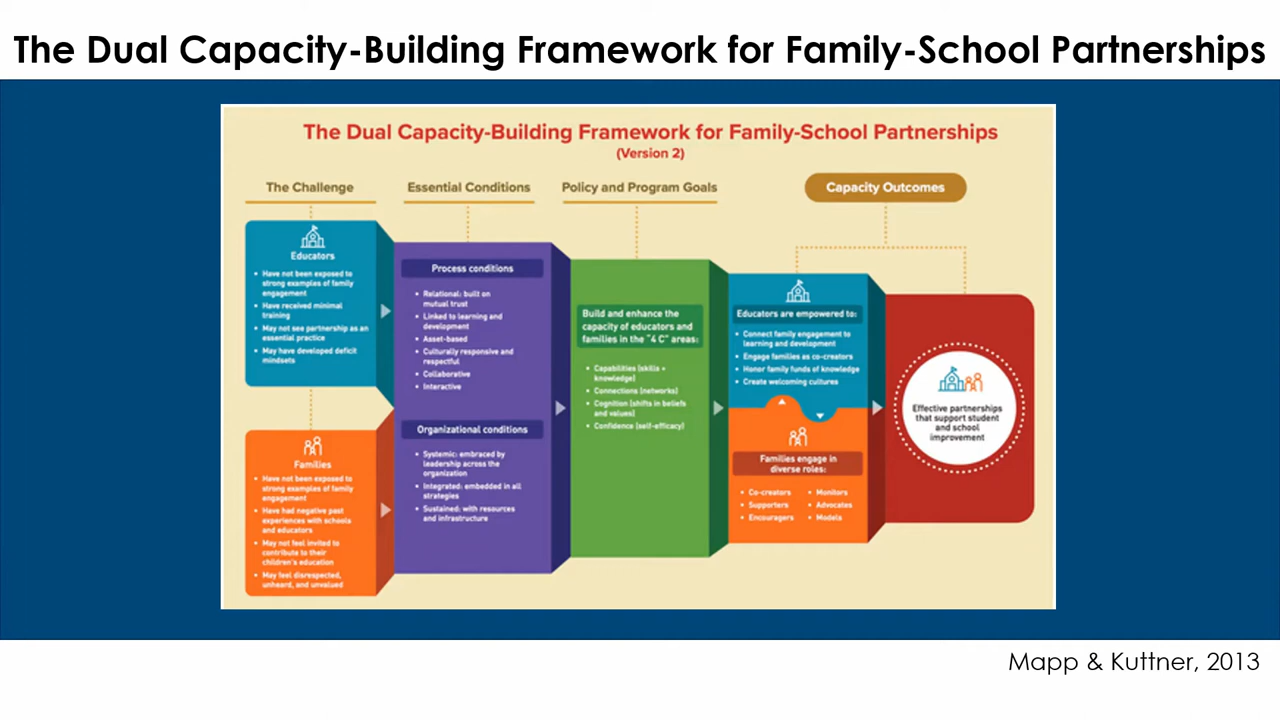 The Dual Capacity-Building Framework for Family-School Partnerships
The Dual Capacity-Building Framework for Family-School Partnerships
(Version 2)
The Challenge
Essential Conditions
Policy and Program Goals
Capacity Outcomes
Educators
• Have not been exposed to
strong examples of family
engagement
• Have received minimal
training
• May not see partnership as an
essential practice
• May have developed deficit
mindsets
Families
• Have not been exposed to
strong examples of family
engagement
• Have had negative past
experiences with schools
and educators
• May not feel invited to
contribute to their
children's education
• May feel disrespected,
unheard, and unvalued
Process conditions
• Relational: built on
mutual trust
• Linked to learning and
development
• Asset-based
• Culturally responsive and
respectful
• Collaborative
• Interactive
Organizational conditions
• Systemic: embraced by
leadership across the
organization
• Integrated: embedded in all
strategies
• Sustained: with resources
and infrastructure
Build and enhance the
capacity of educators and
families in the "4 C" areas:
• Capabilities (skills +
knowledge)
• Connections (networks)
• Cognition (shifts in beliefs
and values)
• Confidence (self-efficacy)
Educators are empowered to:
• Connect family engagement to
learning and development
• Engage families as co-creators
• Honor family funds of knowledge
• Create welcoming cultures
Families engage in
diverse roles:
• Co-creators
• Supporters
• Encouragers
• Monitors
• Advocates
• Models
Effective partnerships
that support student
and school
improvement
Mapp & Kuttner, 2013